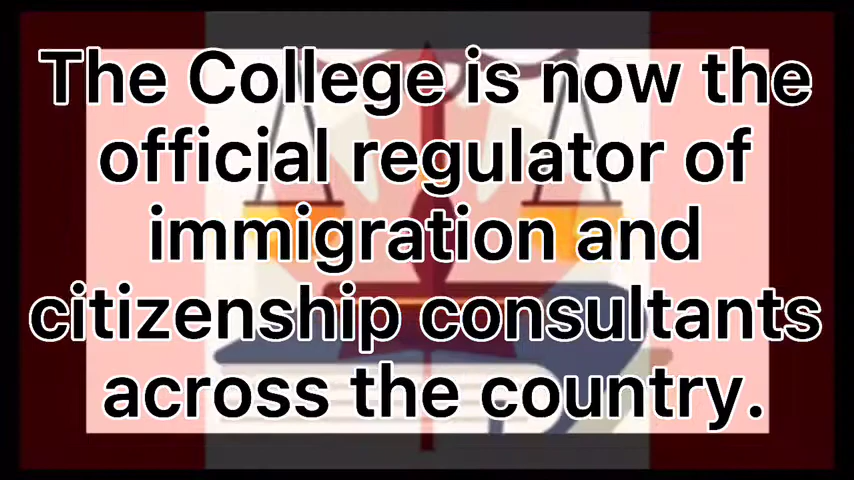 The College is now the
official regulator of
immigration and
citizenship consultants
across the country.